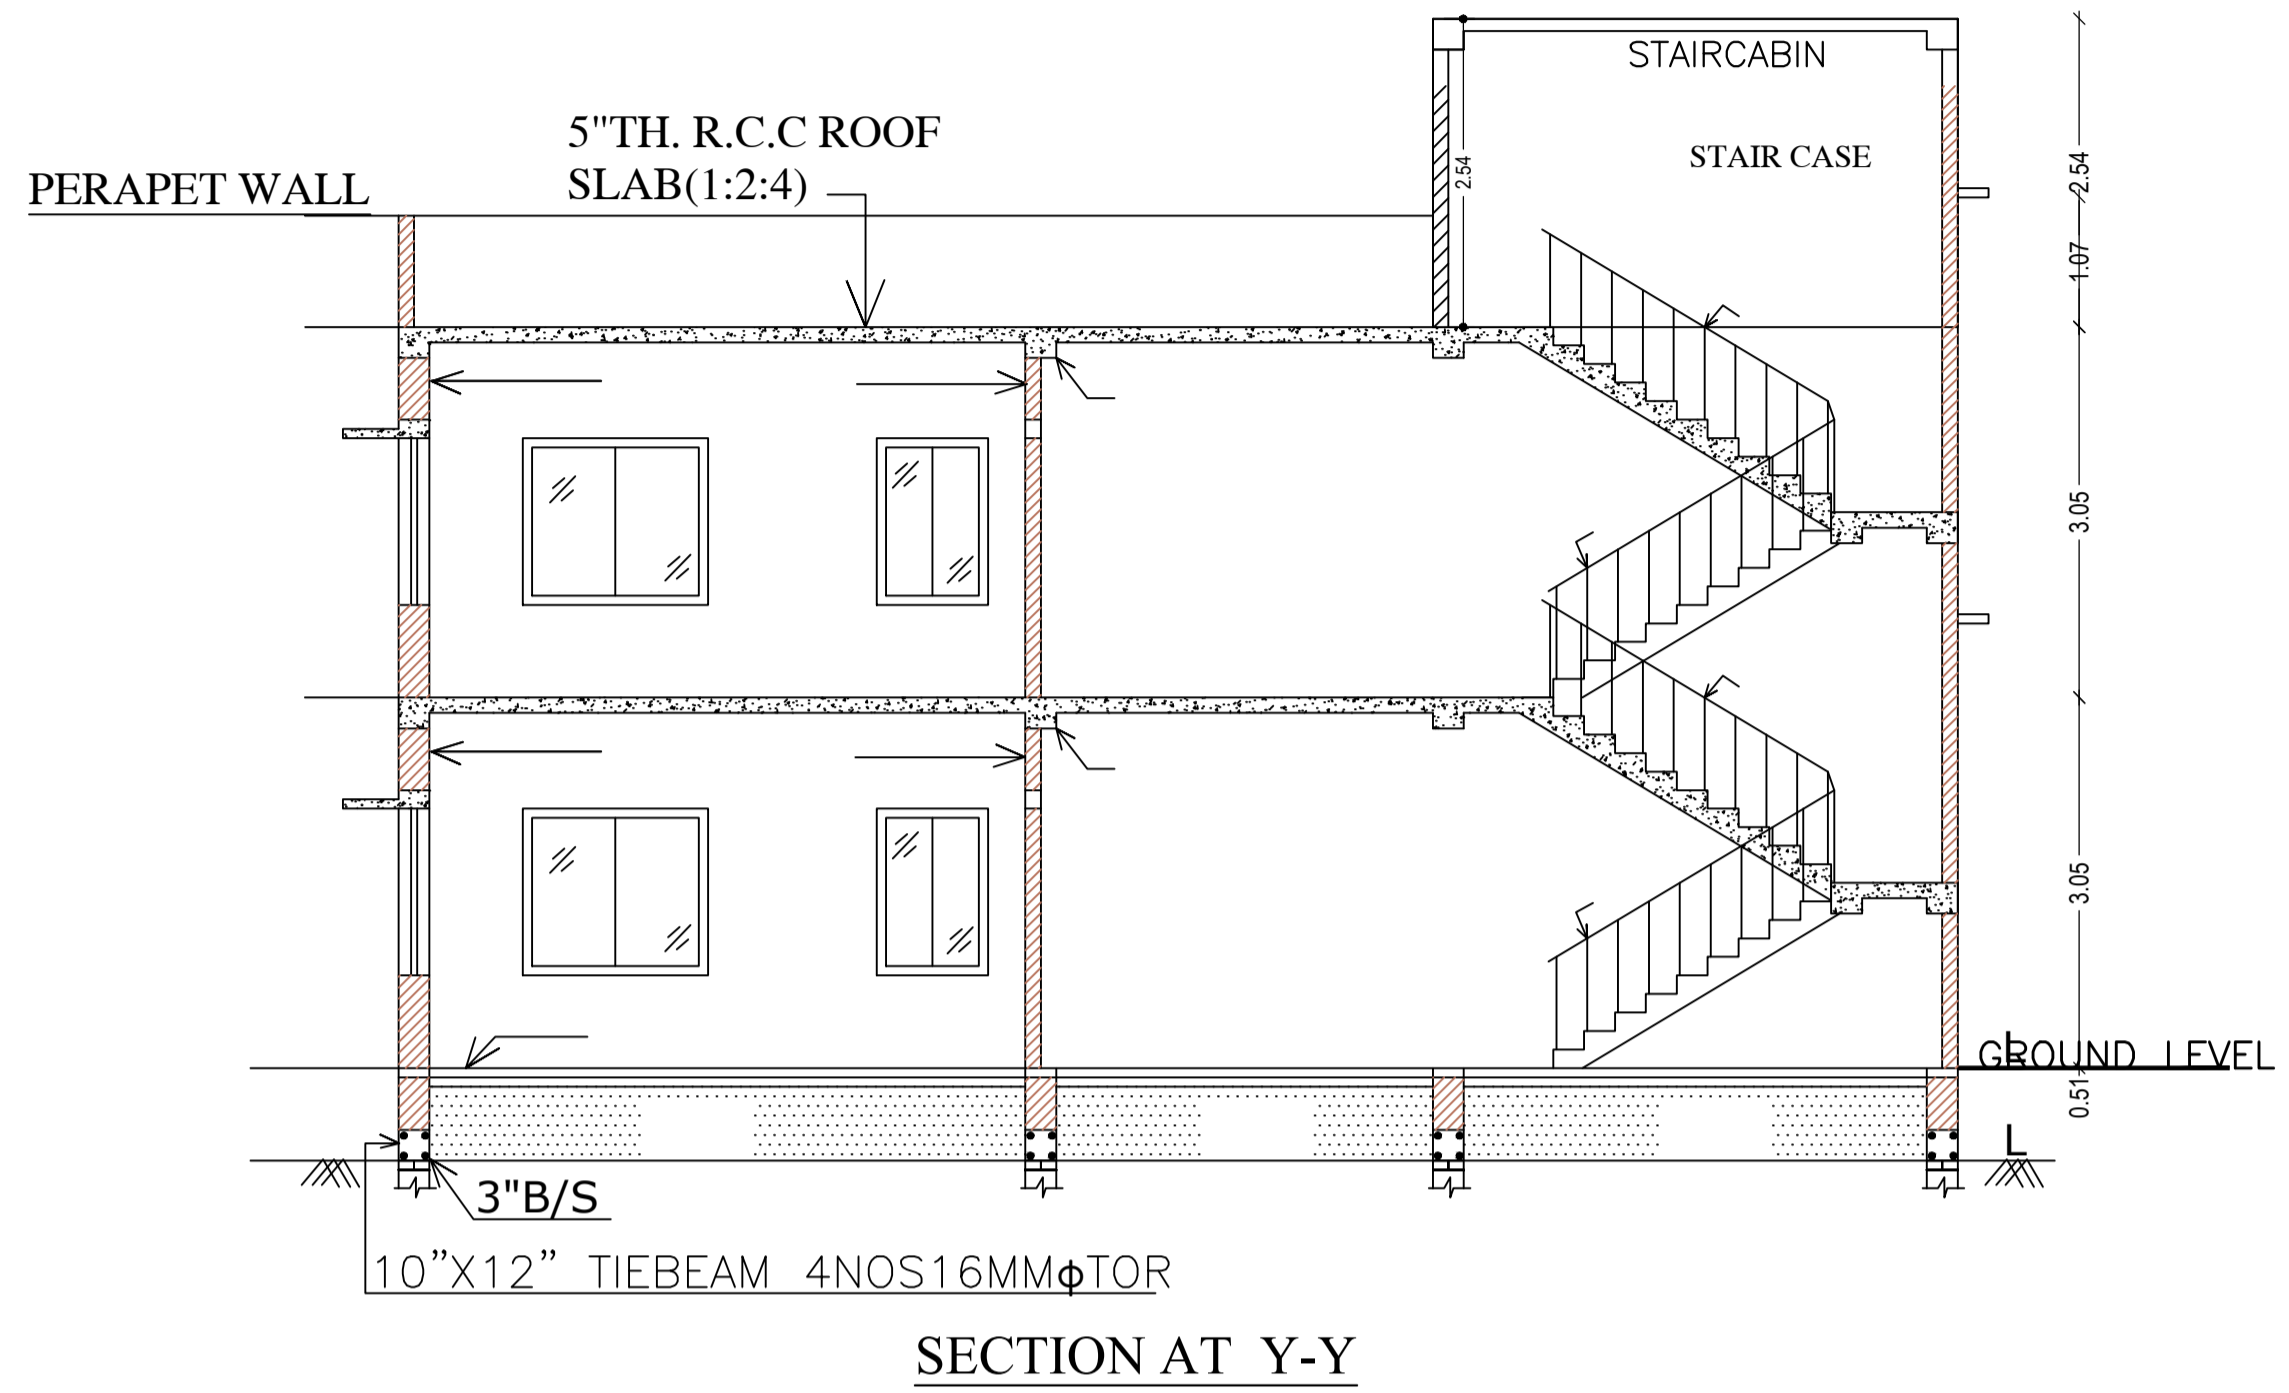 STAIRCABIN
5"TH. R.C.C ROOF
SLAB(1:2:4)
STAIR CASE
PERAPET WALL
2.54
2.54
1.07
3.05
3.05
GROUND LEVEL
L
0.51
L
3"B/S
10”X12” TIEBEAM 4NOS16MMϕTOR
SECTION AT Y-Y